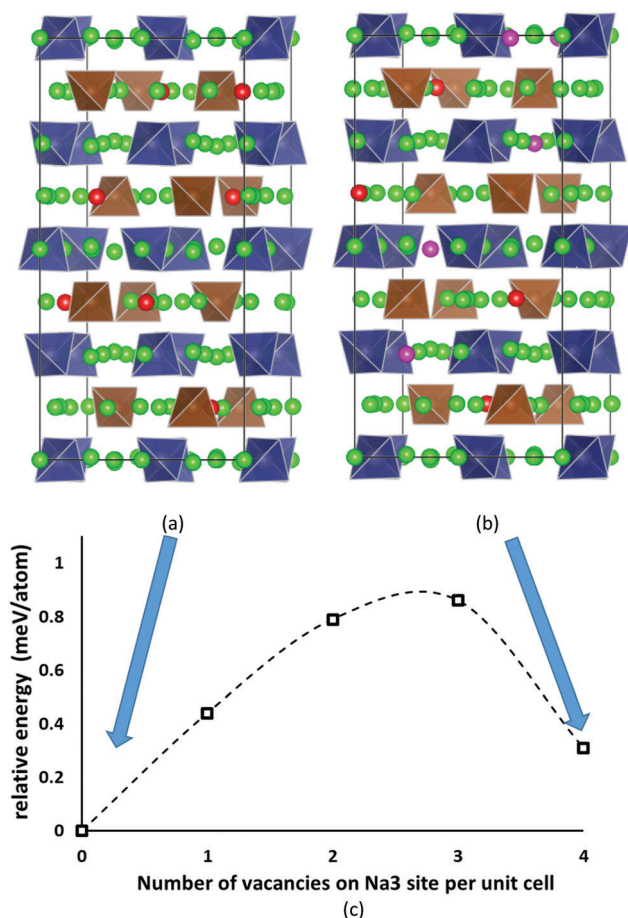 (a)
(b)
1
0.8
0.6
0.4
0.2
0
relative energy (meV/atom)
0 1 2 3 4
Number of vacancies on Na3 site per unit cell
(c)